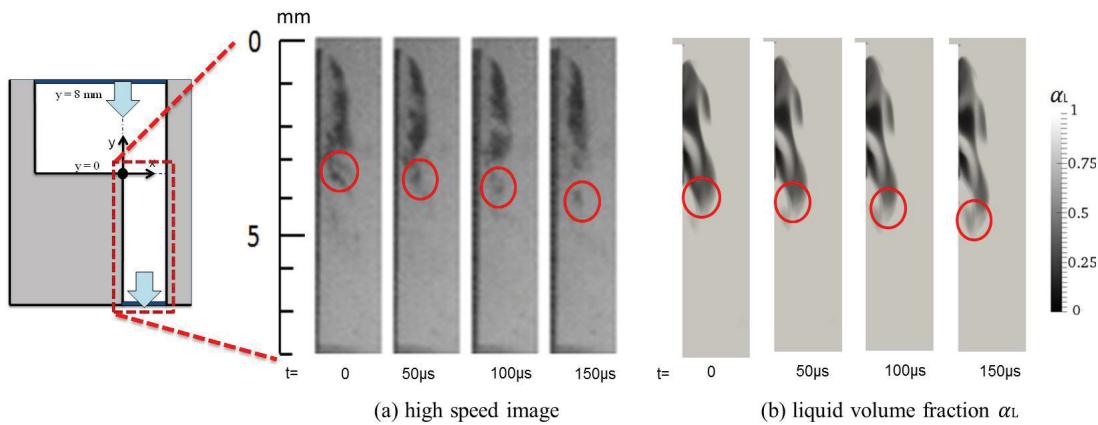 mm
0
5
y = 8 mm
y
y = 0
x
t=
0
50μs
100μs
150μs
(a) high speed image
αL
1
0.75
0.5
0.25
0
t=
0
50μs
100μs
150μs
(b) liquid volume fraction αL